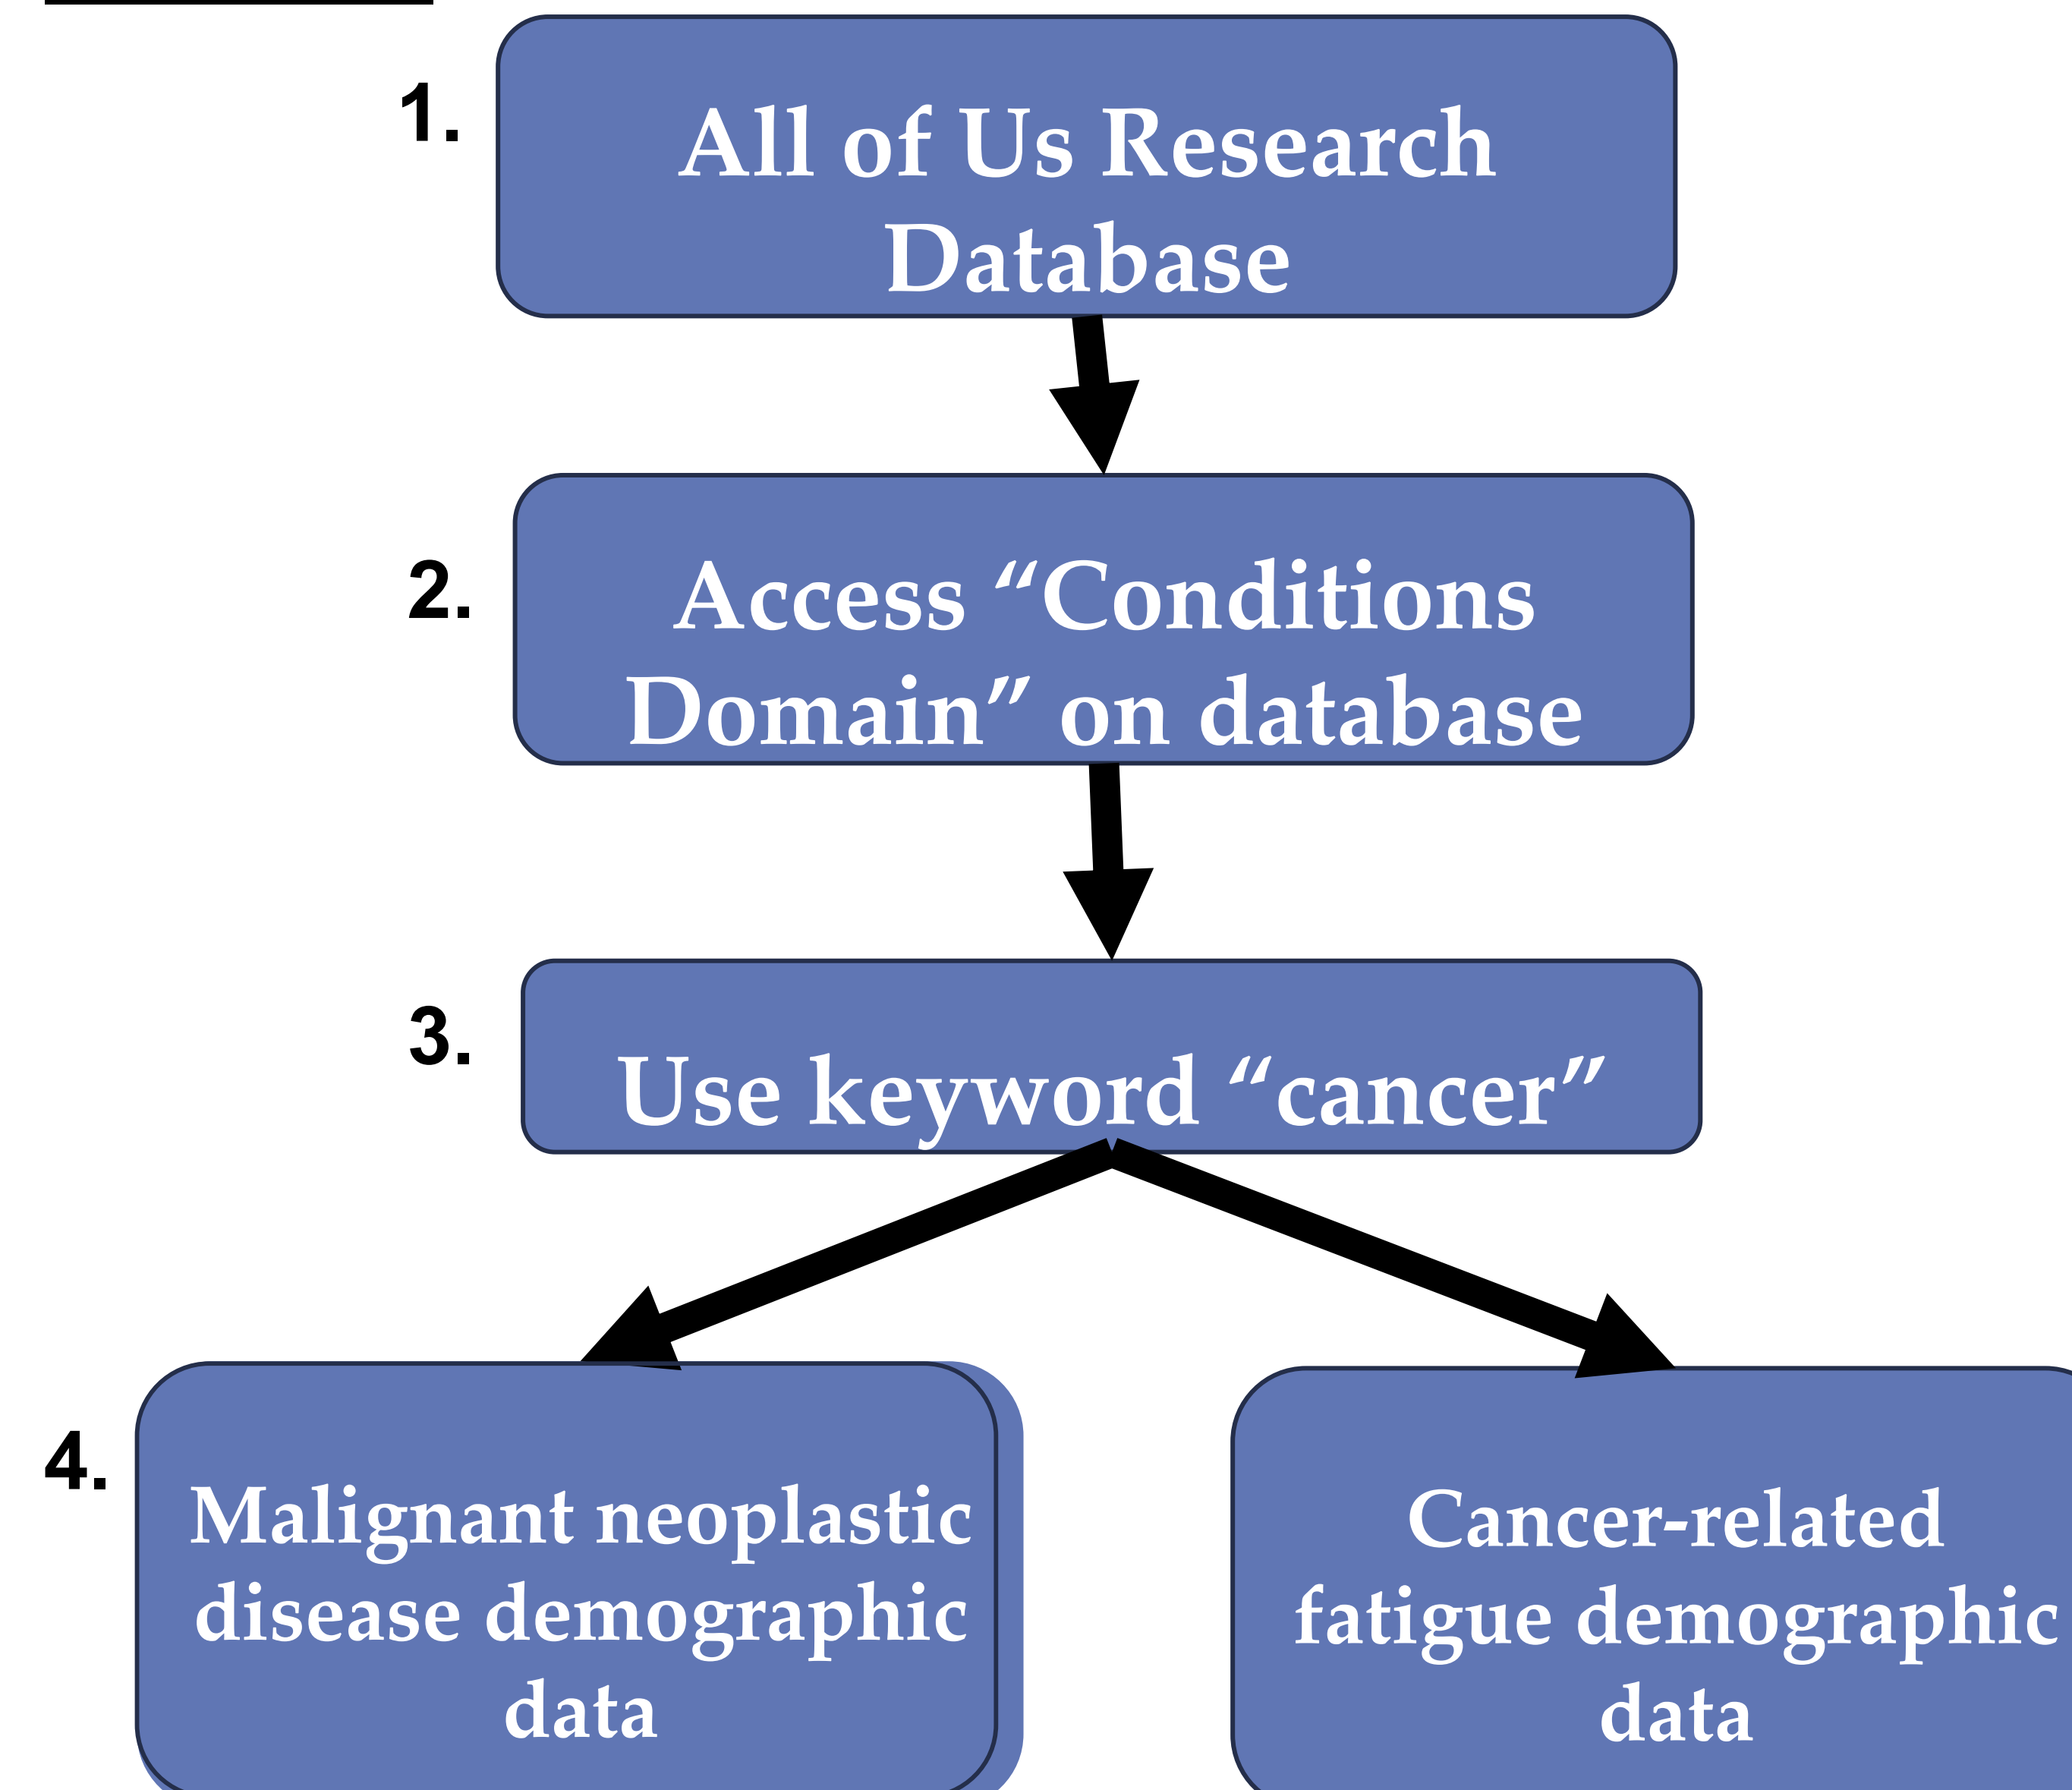 1.
All of Us Research
Database
2.
Access “Conditions
Domain” on database
3.
Use keyword “cancer”
4.
Malignant neoplastic
disease demographic
data
Cancer-related
fatigue demographic
data